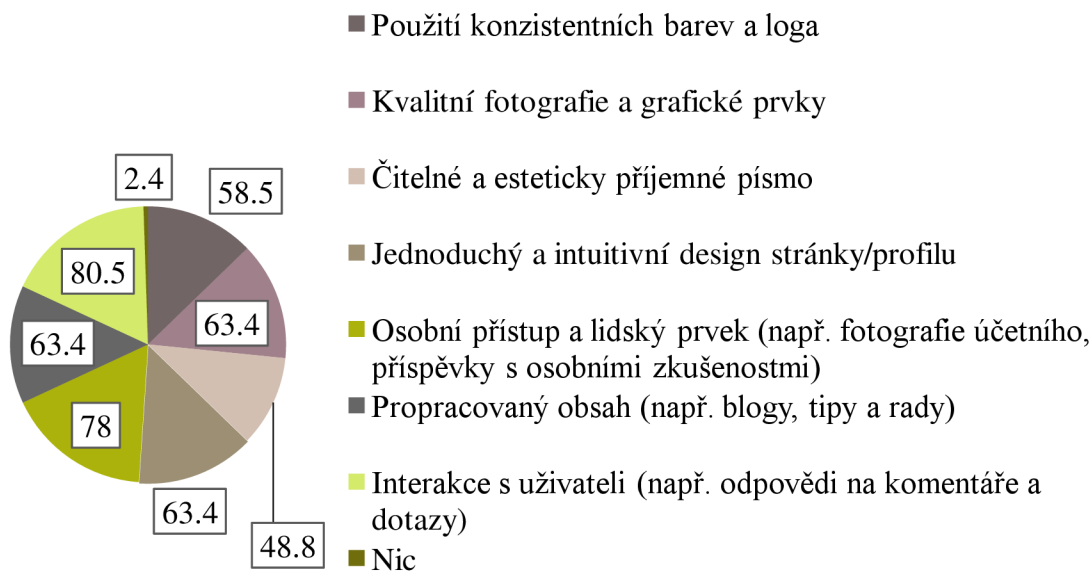 Použití konzistentních barev a loga
Kvalitní fotografie a grafické prvky
Čitelné a esteticky příjemné písmo
Jednoduchý a intuitivní design stránky/profilu
Osobní přístup a lidský prvek (např. fotografie účetního,
příspěvky s osobními zkušenostmi)
Propracovaný obsah (např. blogy, tipy a rady)
Interakce s uživateli (např. odpovědi na komentáře a
dotazy)
Nic
2.4
58.5
80.5
63.4
63.4
78
63.4
48.8